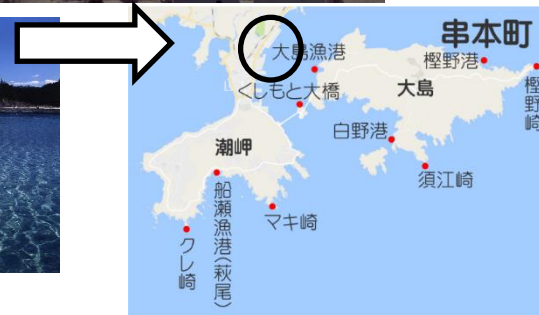 串本町
大島漁港
樫野港
樫野崎
くしもと大橋
大島
白野港
潮岬
須江崎
船瀬漁港(萩尾)
マキ崎
クレ崎